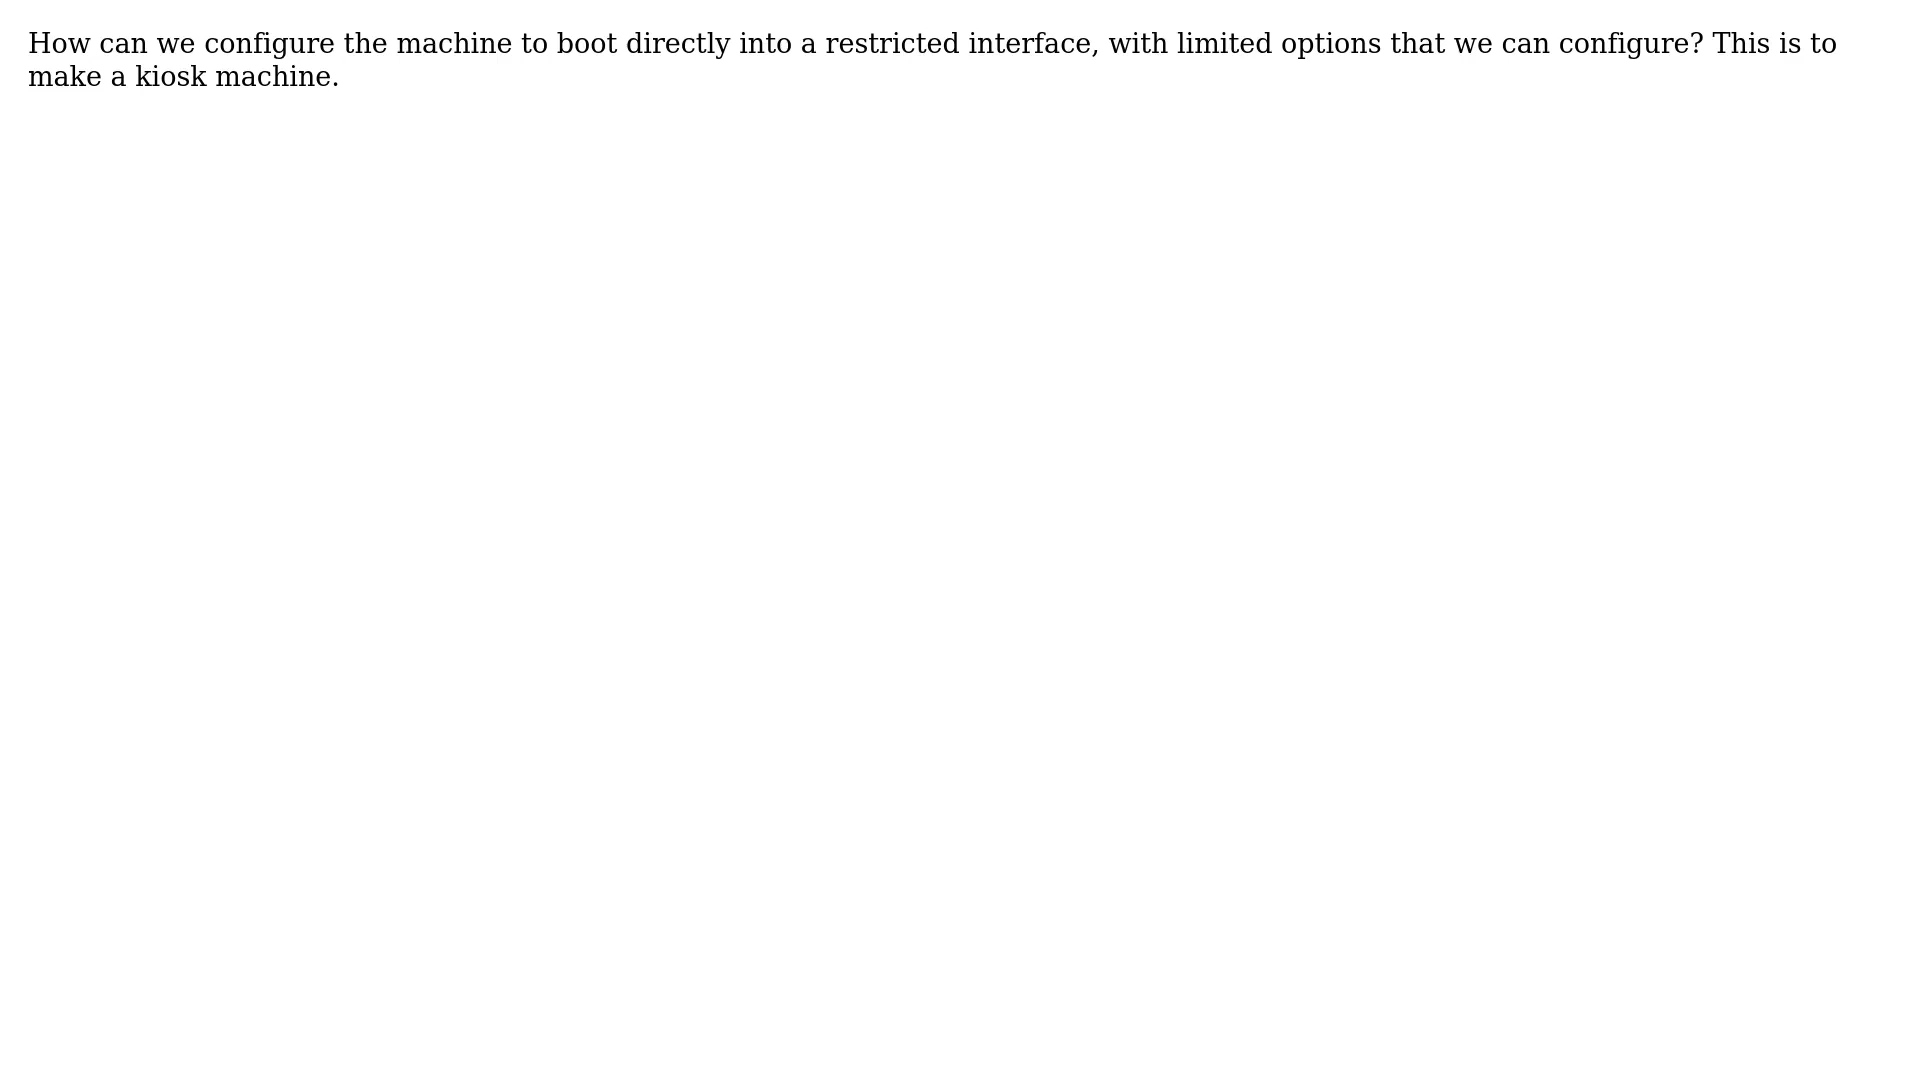 How can we configure the machine to boot directly into a restricted interface, with limited options that we can configure? This is to
make a kiosk machine.